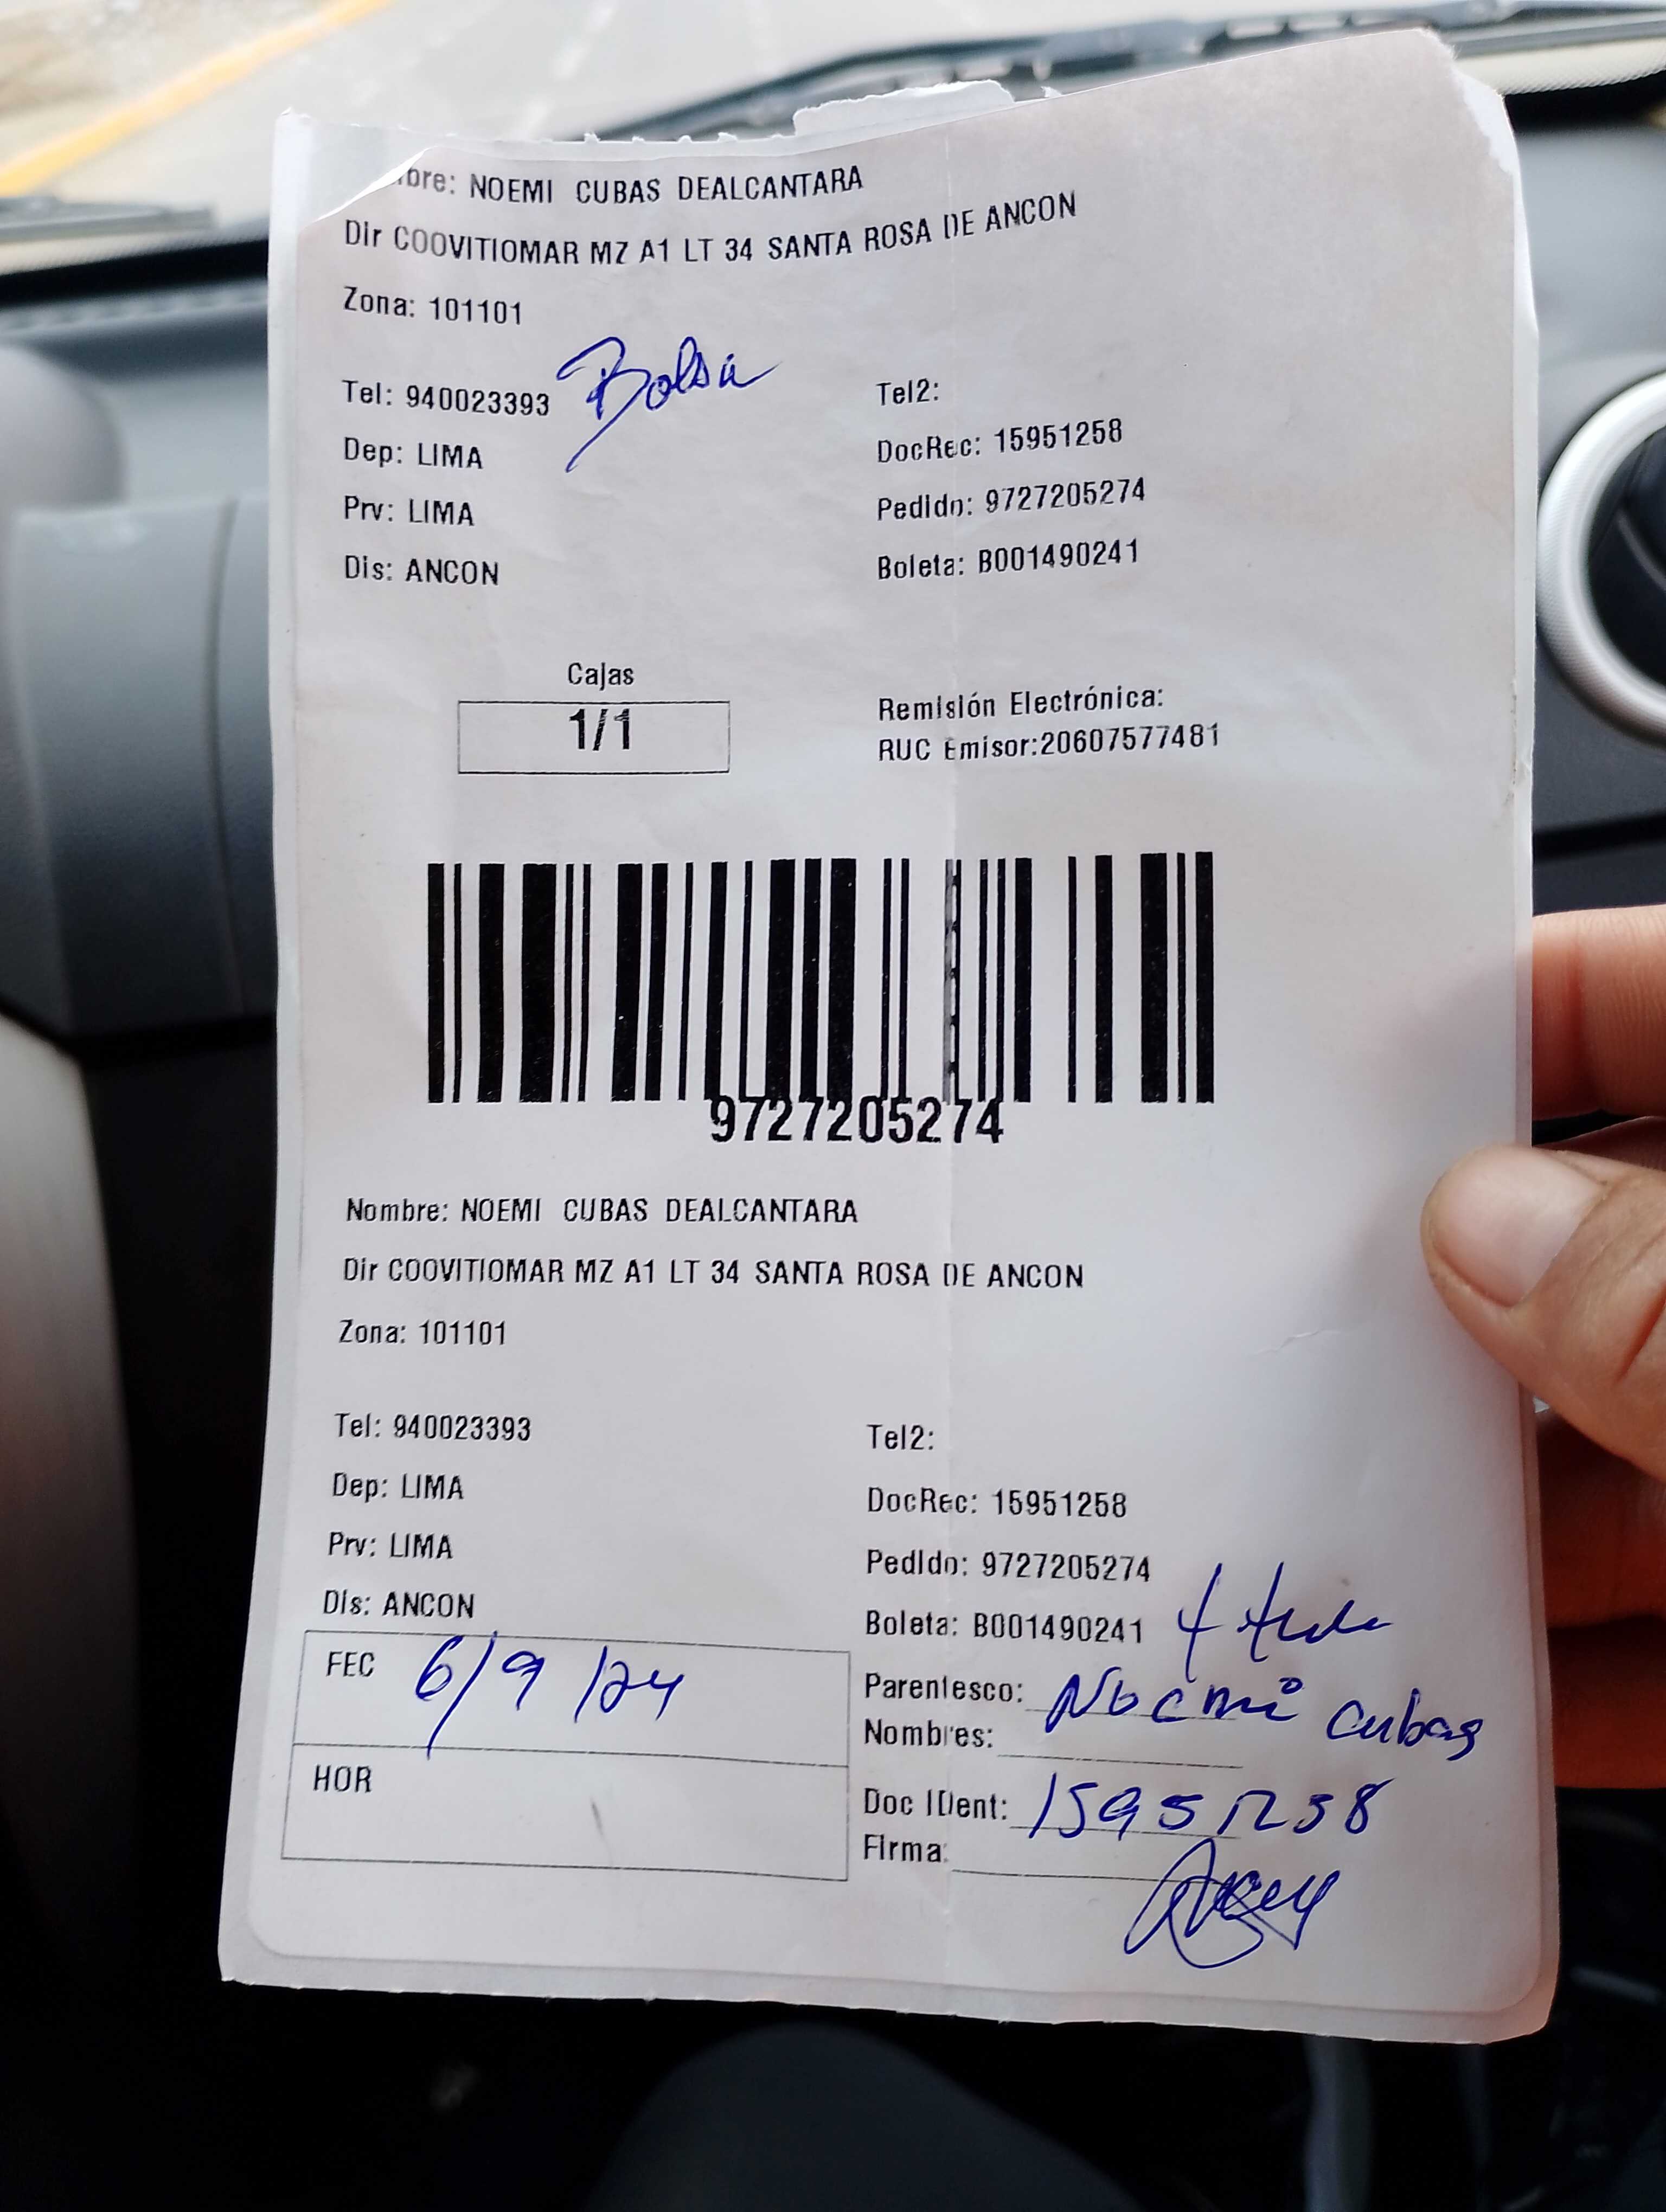 bre: NOEMI CUBAS DEALCANTARA
Dir COOVITIOMAR MZ A1 LT 34 SANTA ROSA DE ANCON
Zona: 101101
Bolsa
Tel: 940023393 Tel2:
Dep: LIMA DocRec: 15951258
Prv: LIMA Pedido: 9727205274
Dis: ANCON Boleta: B001490241
Cajas
1/1
Remisión Electrónica:
RUC Emisor:20607577481
9727205274
Nombre: NOEMI CUBAS DEALCANTARA
Dir COOVITIOMAR MZ A1 LT 34 SANTA ROSA DE ANCON
Zona: 101101
Tel: 940023393 Tel2:
Dep: LIMA DocRec: 15951258
Prv: LIMA Pedido: 9727205274
Dis: ANCON Boleta: B001490241
FEC 6/9/24
HOR
Parentesco: Noemi Cubas
Nombres:
Doc IDent: 15951258
Firma: